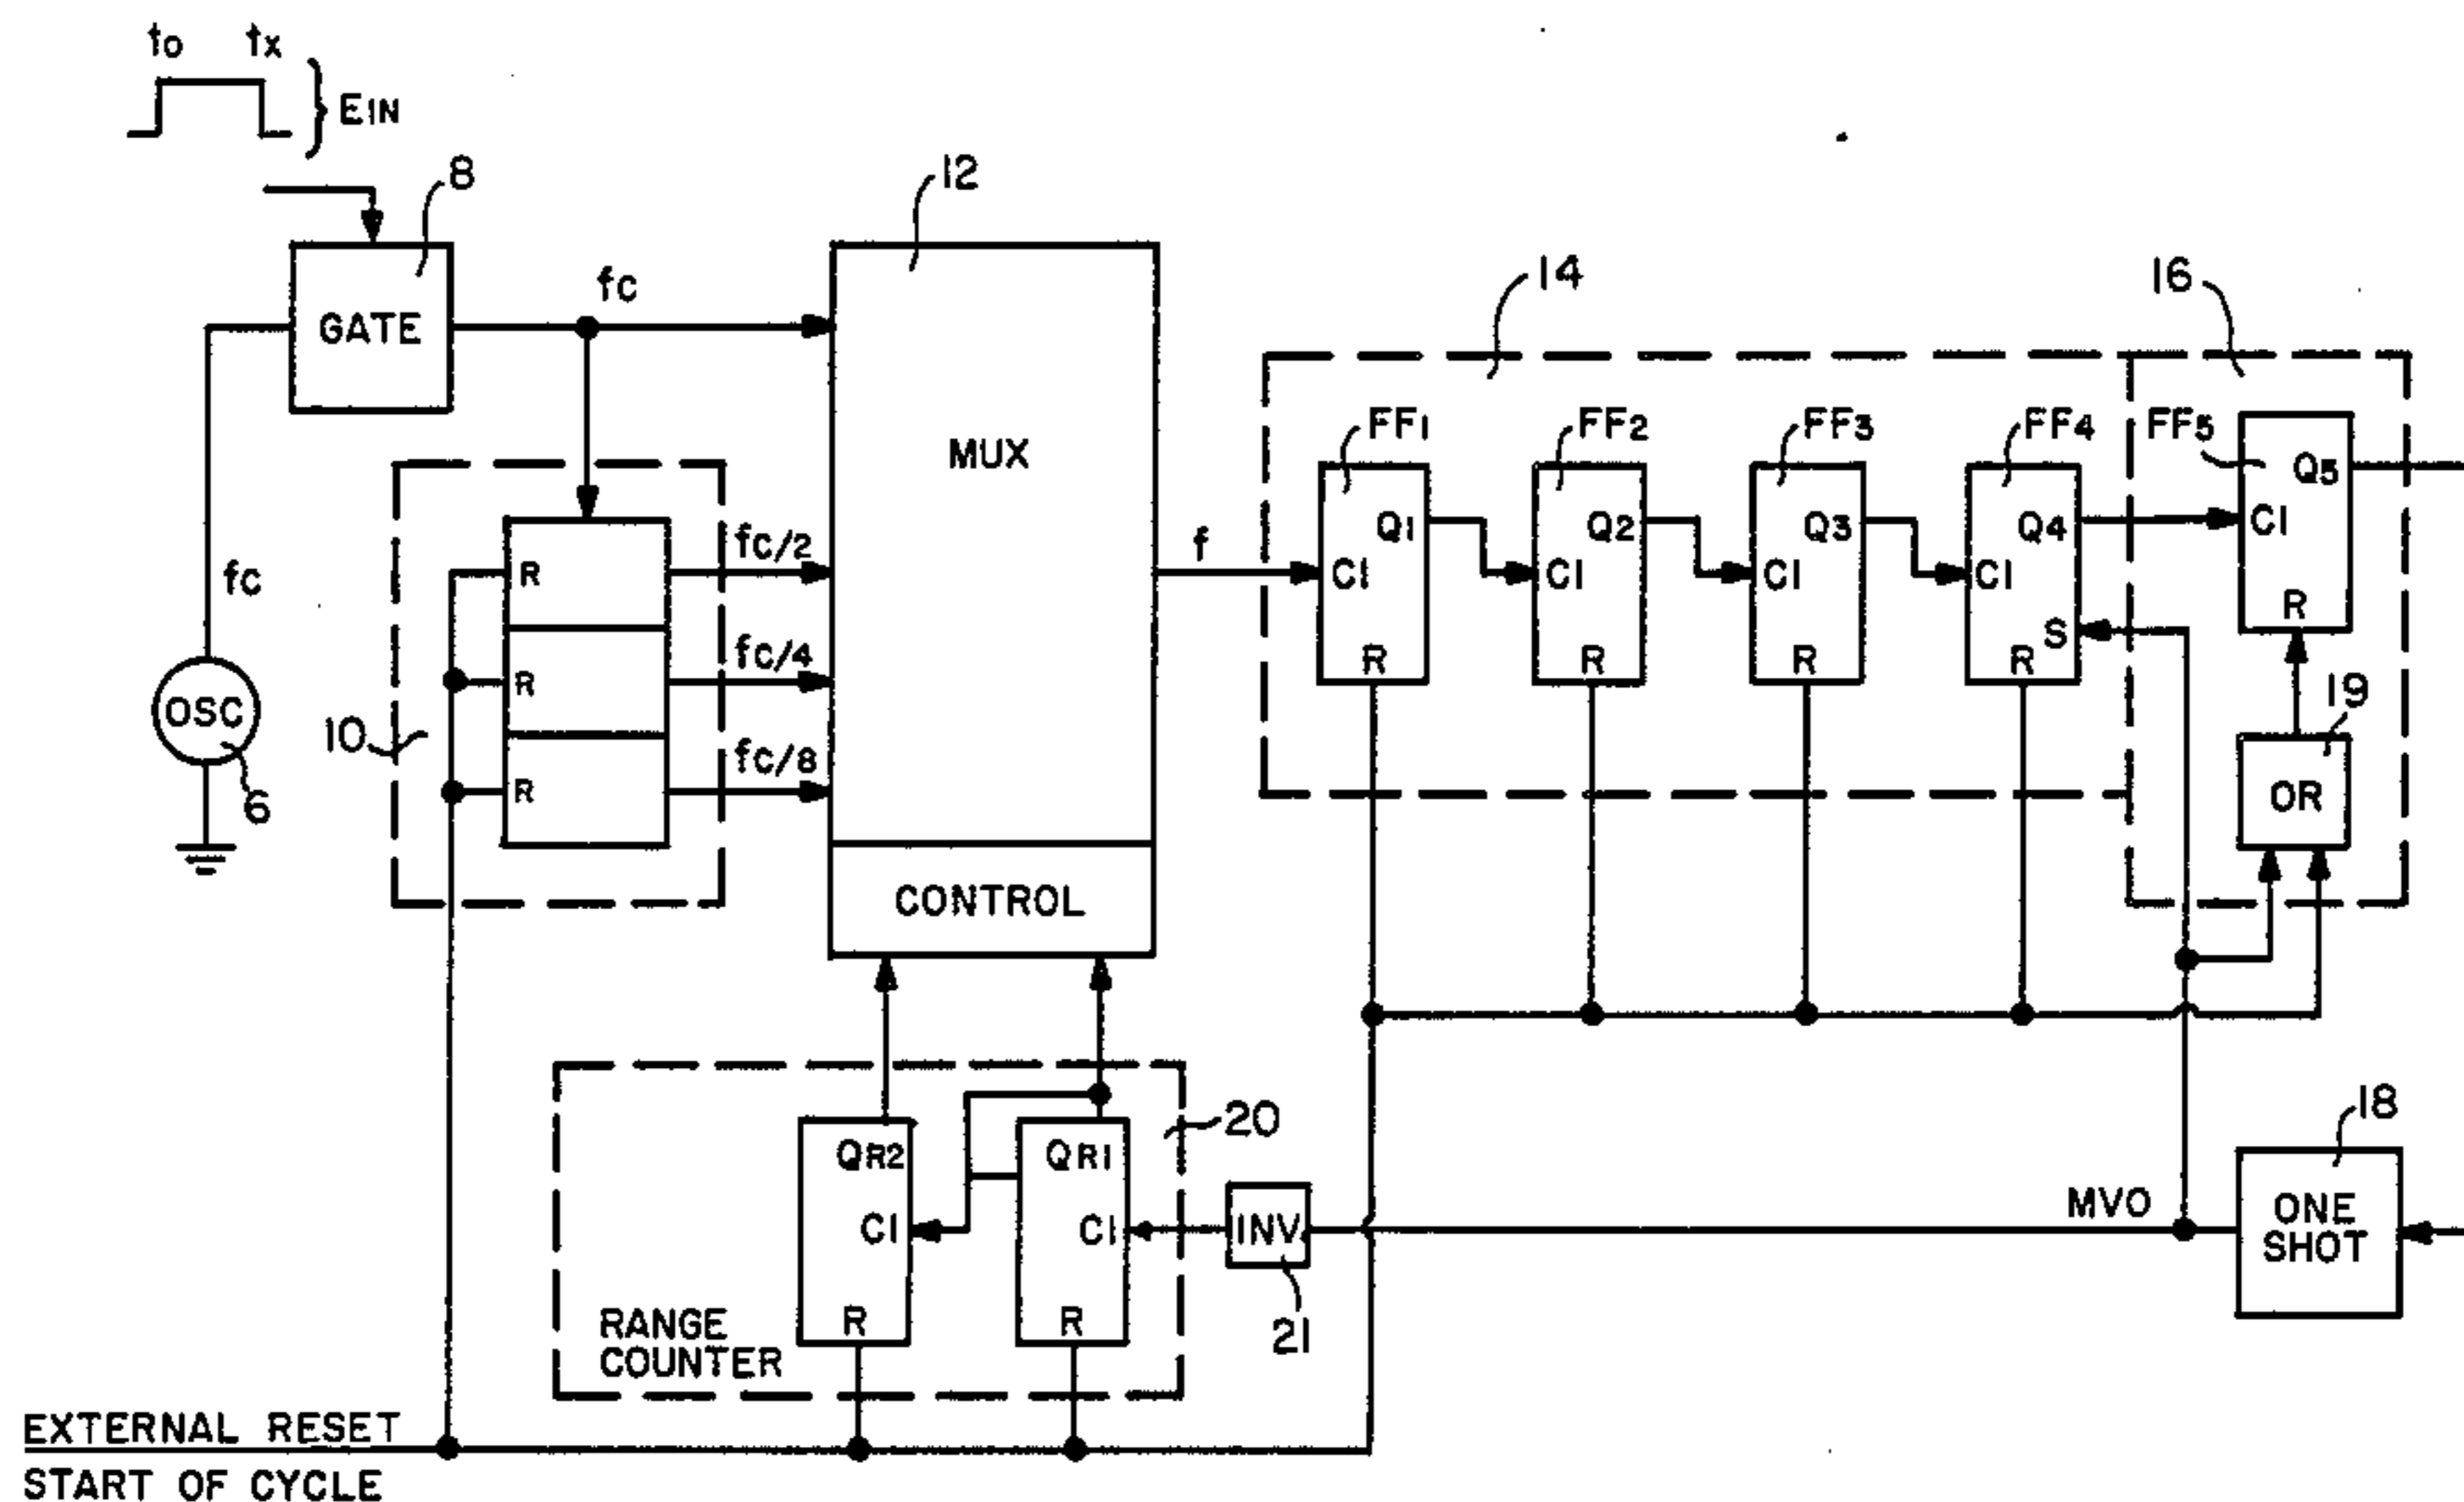 to tx
EIN
8
12
fc
GATE
14
16
MUX
FF1 FF2 FF3 FF4 FF5
Q1 Q2 Q3 Q4 Q5
f
CI CI CI CI CI
R R R R R
S
fc
fc/2
R
fc/4
R
fc/8
R
OSC
10
6
19
OR
CONTROL
20
18
QR2 QR1
CI CI
INV
MVO
ONE
SHOT
R R
21
RANGE
COUNTER
EXTERNAL RESET
START OF CYCLE